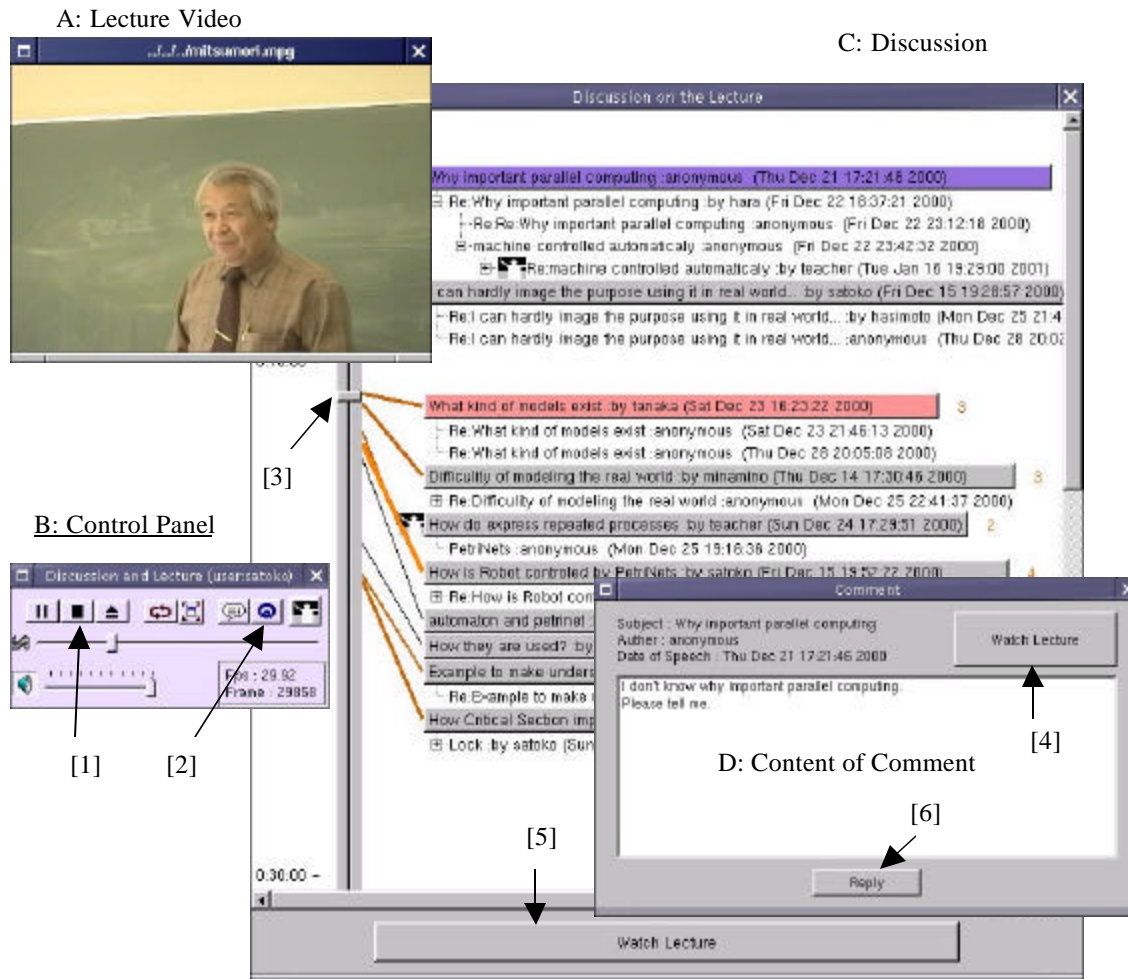 A: Lecture Video
../../../mitsumori.mpg
C: Discussion
Discussion on the Lecture
Why important parallel computing :anonymous (Thu Dec 21 17:21:46 2000)
Re:Why important parallel computing :by hara (Fri Dec 22 18:37:21 2000)
Re:Re:Why important parallel computing :anonymous (Fri Dec 22 23:12:18 2000)
machine controlled automaticaly :anonymous (Fri Dec 22 23:42:32 2000)
Re:machine controlled automaticaly :by teacher (Tue Jan 16 19:29:00 2001)
can hardly image the purpose using it in real world... :by satoko (Fri Dec 15 19:28:57 2000)
Re:I can hardly image the purpose using it in real world... :by hasimoto (Mon Dec 25 21:4
Re:I can hardly image the purpose using it in real world... :anonymous (Thu Dec 28 20:02
What kind of models exist :by tanaka (Sat Dec 23 16:23:22 2000) 3
[3]
Re:What kind of models exist :anonymous (Sat Dec 23 21:46:13 2000)
Re:What kind of models exist :anonymous (Thu Dec 28 20:05:08 2000)
Difficulity of modeling the real world :by minamino (Thu Dec 14 17:30:46 2000) 3
Re:Difficulity of modeling the real world :anonymous (Mon Dec 25 22:41:37 2000)
How do express repeated processes :by teacher (Sun Dec 24 17:29:51 2000) 2
PetriNets :anonymous (Mon Dec 25 19:16:36 2000)
How is Robot controled by PetriNets :by satoko (Fri Dec 15 19:52:22 2000) 4
Re:How is Robot con
automaton and petrinet :
How they are used? :by
Example to make unders
Re:Example to make
How Critical Section imp
Lock :by satoko (Sun
B: Control Panel
Discussion and Lecture (user:satoko)
Fps : 29.92
Frame : 29858
[1]
[2]
Comment
Subject : Why important parallel computing
Auther : anonymous
Date of Speech : Thu Dec 21 17:21:46 2000
Watch Lecture
I don't know why important parallel computing.
Please tell me.
[4]
D: Content of Comment
[6]
Reply
[5]
0:30:00
Watch Lecture